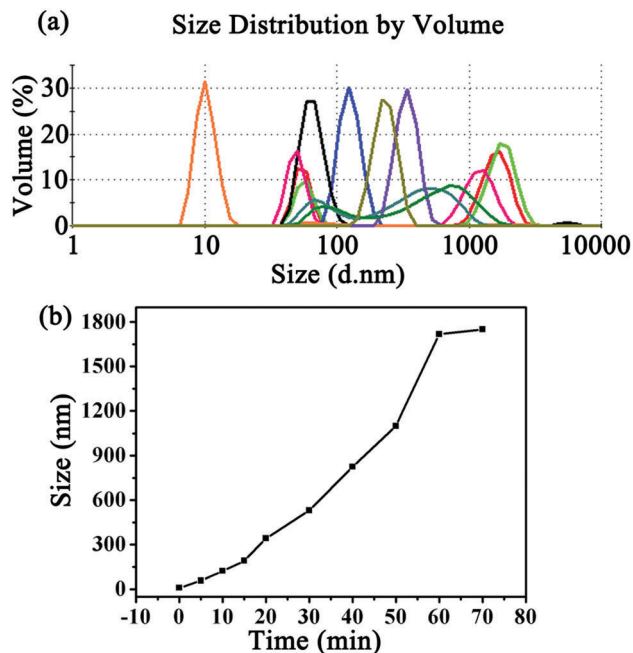 (a) Size Distribution by Volume
Volume (%)
30
20
10
0
1 10 100 1000 10000
Size (d.nm)
(b)
Size (nm)
1800
1500
1200
900
600
300
0
-10 0 10 20 30 40 50 60 70 80
Time (min)